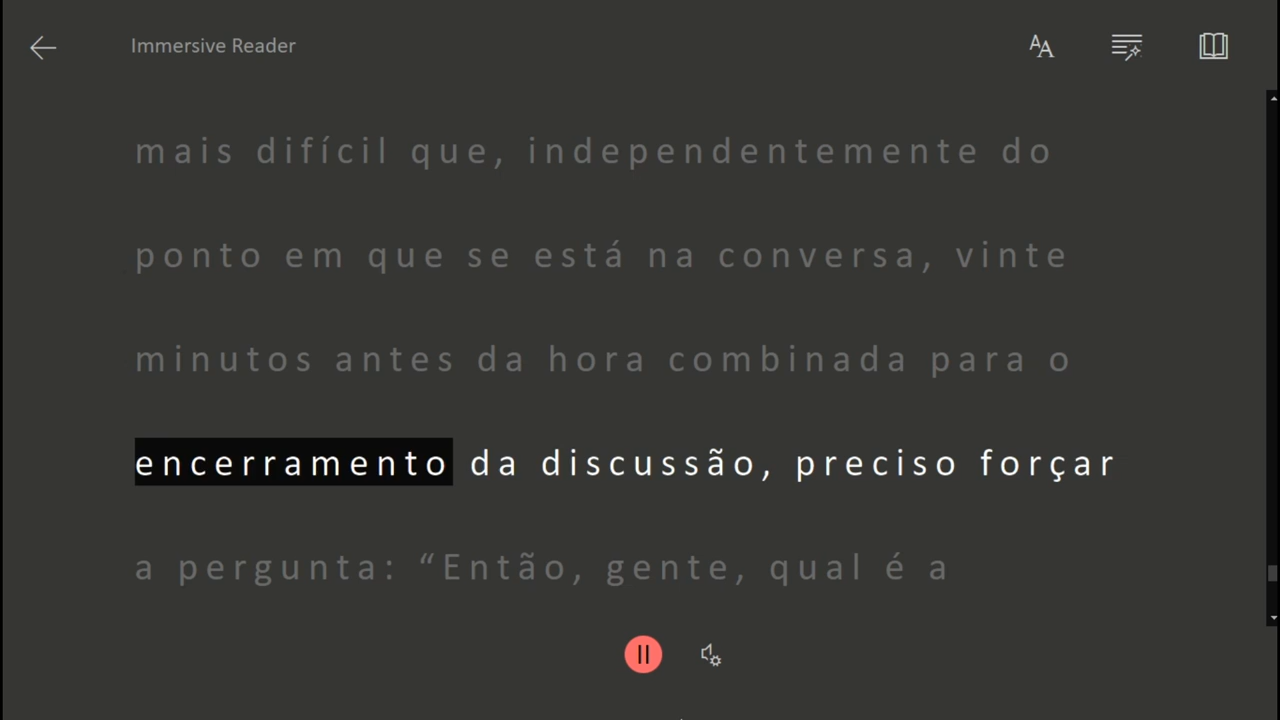 Immersive Reader
mais difícil que, independentemente do
ponto em que se está na conversa, vinte
minutos antes da hora combinada para o
encerramento da discussão, preciso forçar
a pergunta: “Então, gente, qual é a